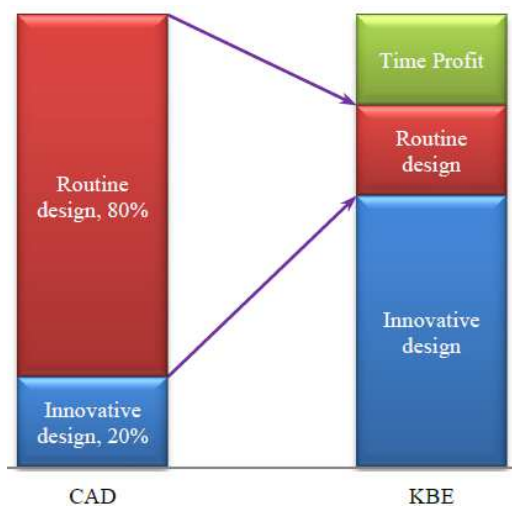 Routine
design, 80%
Innovative
design, 20%
Time Profit
Routine
design
Innovative
design
CAD
KBE